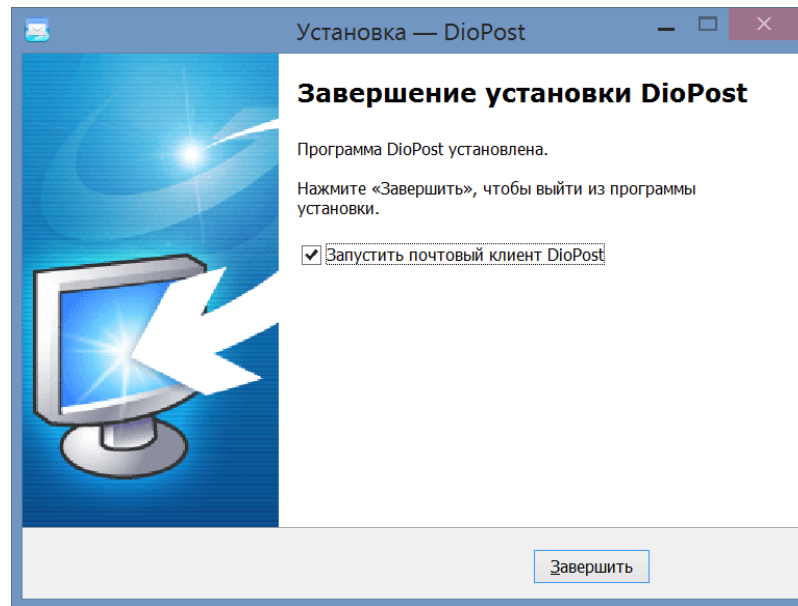 Установка — DioPost
Завершение установки DioPost
Программа DioPost установлена.
Нажмите «Завершить», чтобы выйти из программы
установки.
Запустить почтовый клиент DioPost
Завершить